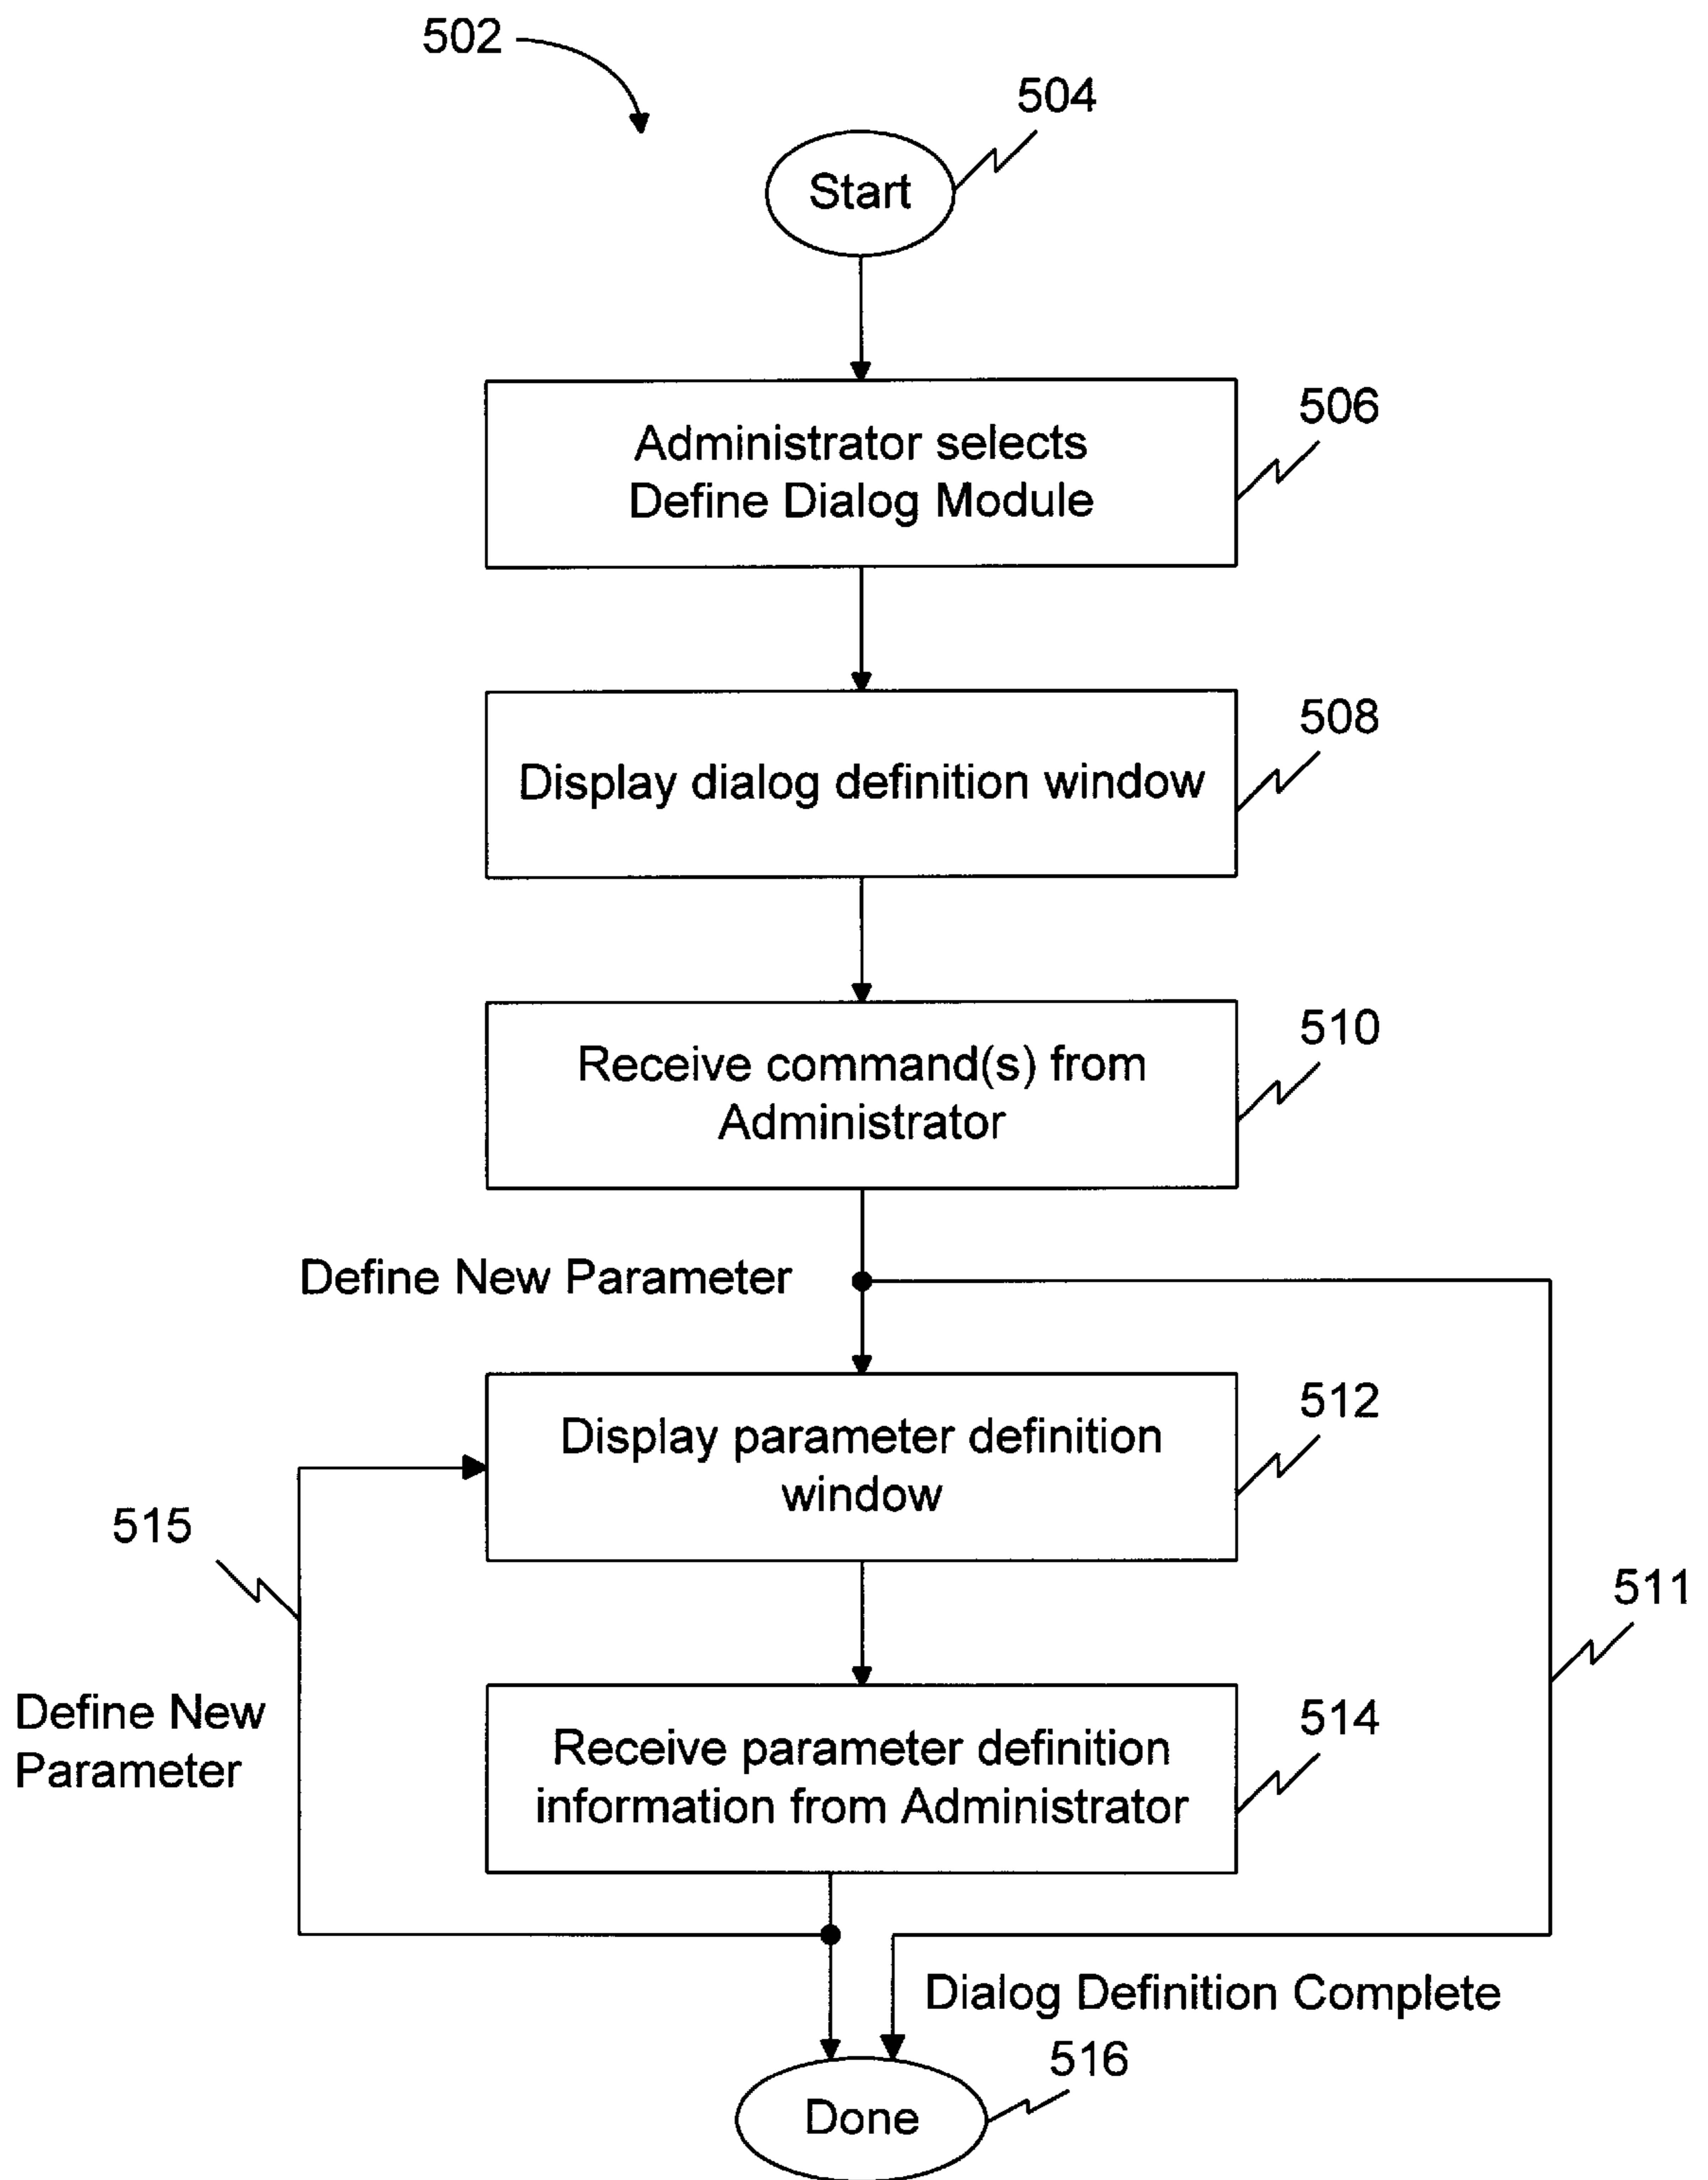 502
504
Start
506
Administrator selects
Define Dialog Module
508
Display dialog definition window
510
Receive command(s) from
Administrator
Define New Parameter
512
Display parameter definition
window
515
511
Define New
Parameter
514
Receive parameter definition
information from Administrator
Dialog Definition Complete
516
Done